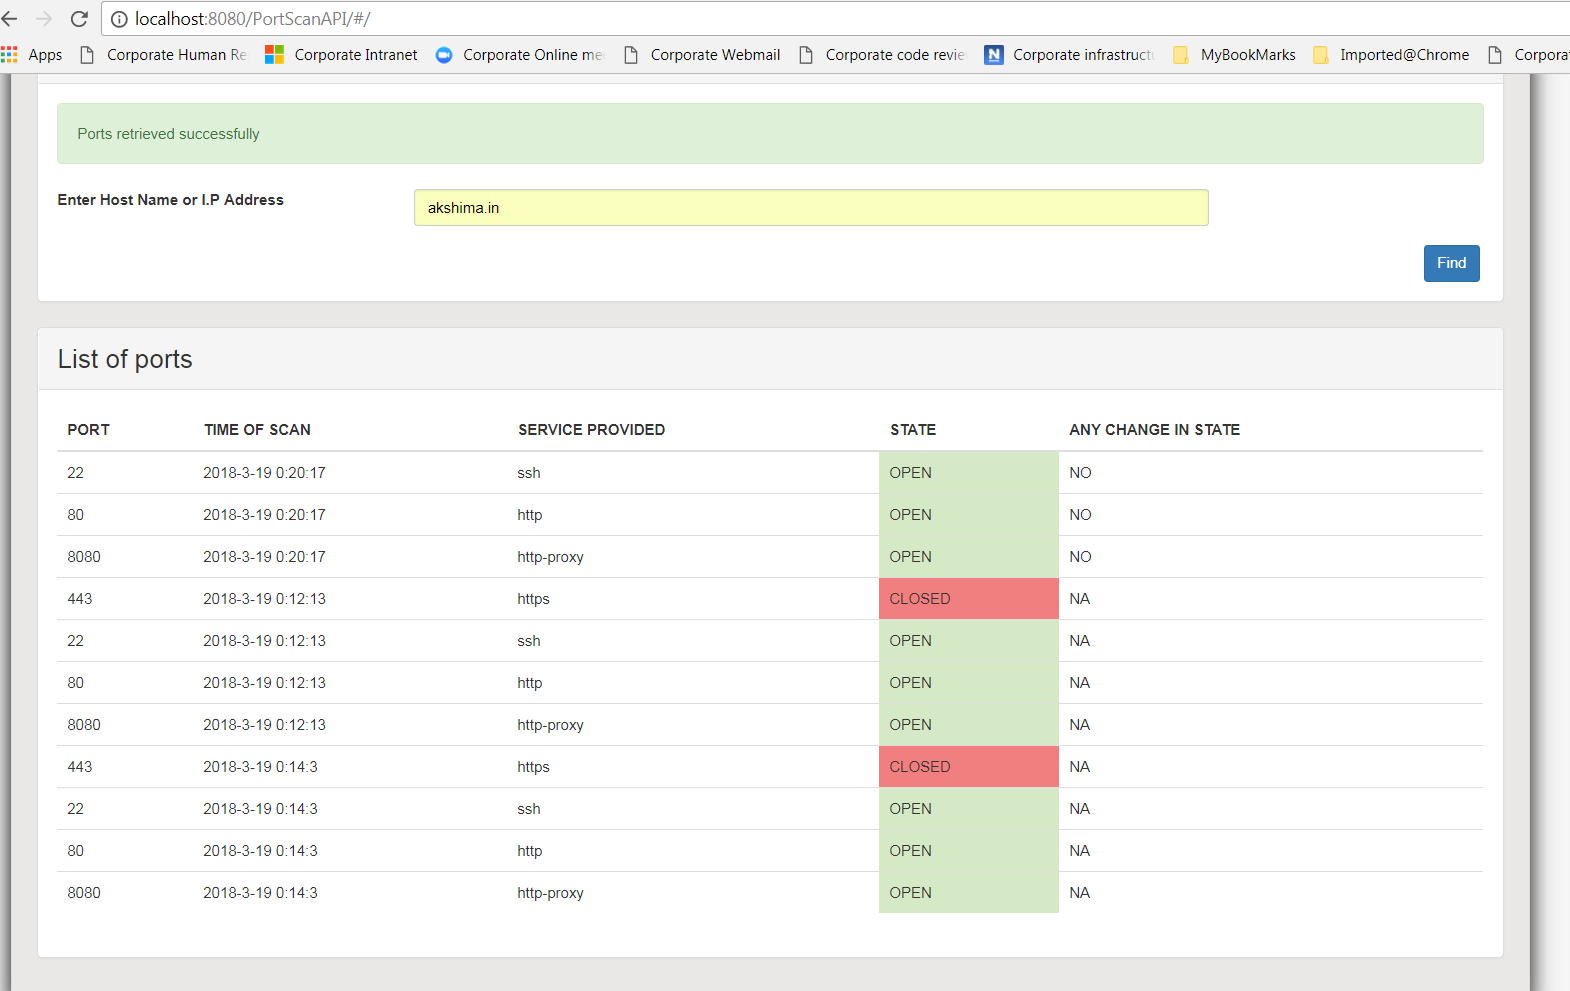 localhost:8080/PortScanAPI/#/
Apps Corporate Human Re Corporate Intranet Corporate Online me Corporate Webmail Corporate code revie Corporate infrastruct MyBookMarks Imported@Chrome Corpora
Ports retrieved successfully
Enter Host Name or I.P Address akshima.in
Find
List of ports
PORT TIME OF SCAN SERVICE PROVIDED STATE ANY CHANGE IN STATE
22 2018-3-19 0:20:17 ssh OPEN NO
80 2018-3-19 0:20:17 http OPEN NO
8080 2018-3-19 0:20:17 http-proxy OPEN NO
443 2018-3-19 0:12:13 https CLOSED NA
22 2018-3-19 0:12:13 ssh OPEN NA
80 2018-3-19 0:12:13 http OPEN NA
8080 2018-3-19 0:12:13 http-proxy OPEN NA
443 2018-3-19 0:14:3 https CLOSED NA
22 2018-3-19 0:14:3 ssh OPEN NA
80 2018-3-19 0:14:3 http OPEN NA
8080 2018-3-19 0:14:3 http-proxy OPEN NA